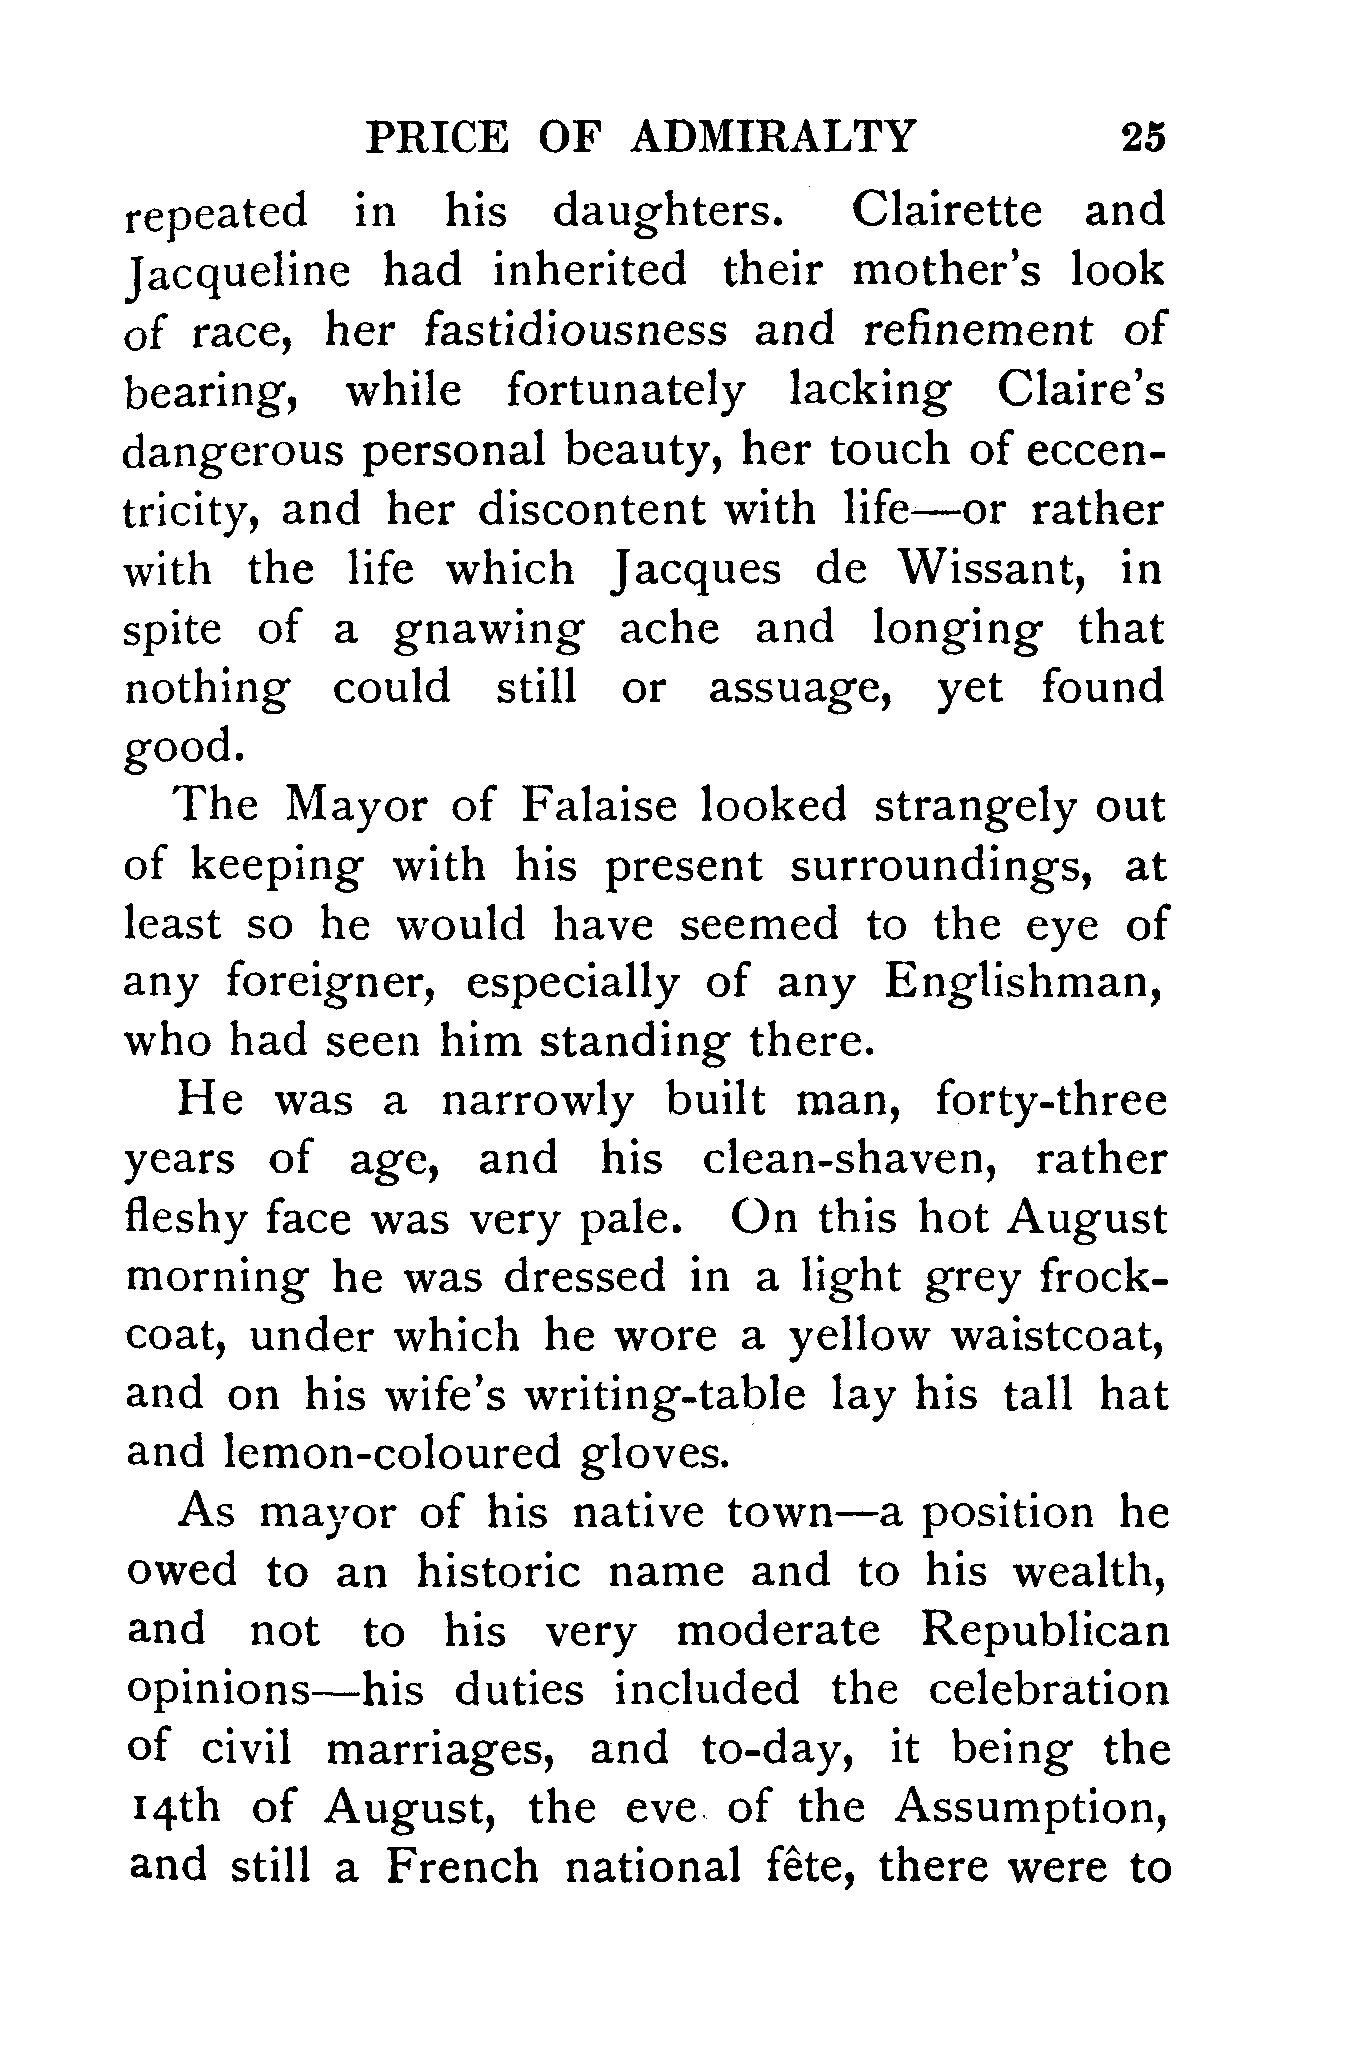 PRICE OF ADMIRALTY 25
repeated in his daughters. Clairette and
Jacqueline had inherited their mother's look
of race, her fastidiousness and refinement of
bearing, while fortunately lacking Claire's
dangerous personal beauty, her touch of eccen-
tricity, and her discontent with life—or rather
with the life which Jacques de Wissant, in
spite of a gnawing ache and longing that
nothing could still or assuage, yet found
good.
The Mayor of Falaise looked strangely out
of keeping with his present surroundings, at
least so he would have seemed to the eye of
any foreigner, especially of any Englishman,
who had seen him standing there.
He was a narrowly built man, forty-three
years of age, and his clean-shaven, rather
fleshy face was very pale. On this hot August
morning he was dressed in a light grey frock-
coat, under which he wore a yellow waistcoat,
and on his wife's writing-table lay his tall hat
and lemon-coloured gloves.
As mayor of his native town—a position he
owed to an historic name and to his wealth,
and not to his very moderate Republican
opinions—his duties included the celebration
of civil marriages, and to-day, it being the
14th of August, the eve of the Assumption,
and still a French national fête, there were to